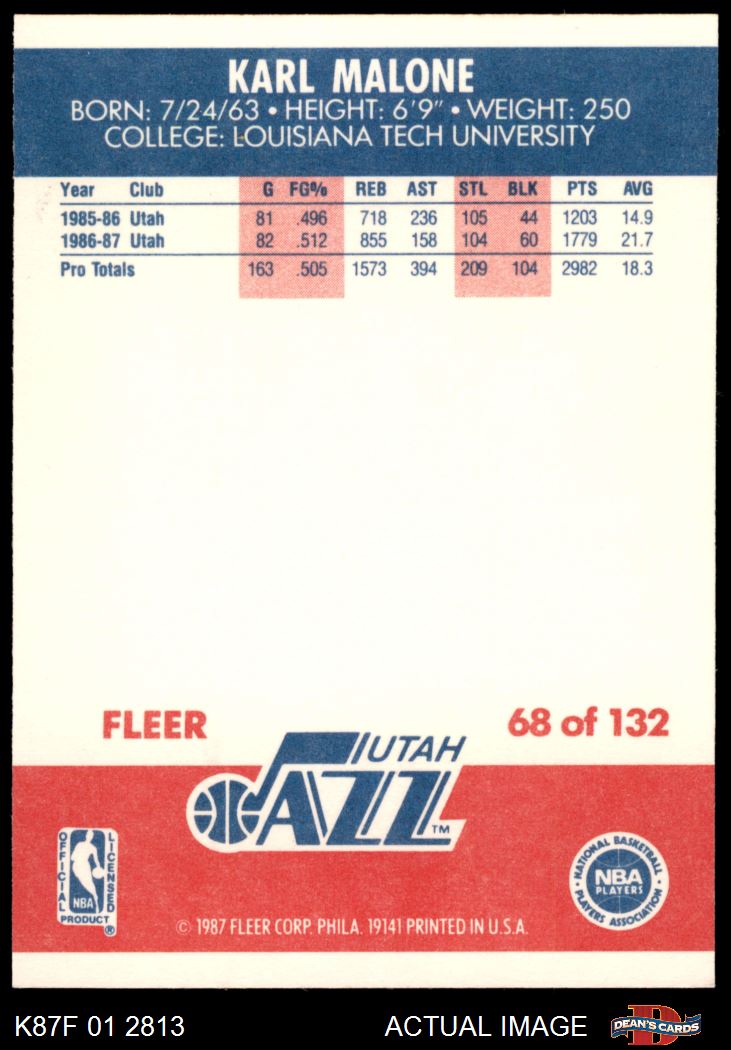 KARL MALONE
BORN: 7/24/63 • HEIGHT: 6'9" • WEIGHT: 250
COLLEGE: LOUISIANA TECH UNIVERSITY
Year Club G FG% REB AST STL BLK PTS AVG
1985-86 Utah 81 .496 718 236 105 44 1203 14.9
1986-87 Utah 82 .512 855 158 104 60 1779 21.7
Pro Totals 163 .505 1573 394 209 104 2982 18.3
FLEER 68 of 132
UTAH
JAZZ TM
OFFICIAL LICENSED
NBA
PRODUCT ®
NATIONAL BASKETBALL
NBA
PLAYERS
PLAYERS ASSOCIATION
© 1987 FLEER CORP. PHILA. 19141 PRINTED IN U.S.A.
K87F 01 2813 ACTUAL IMAGE D DEAN'S CARDS